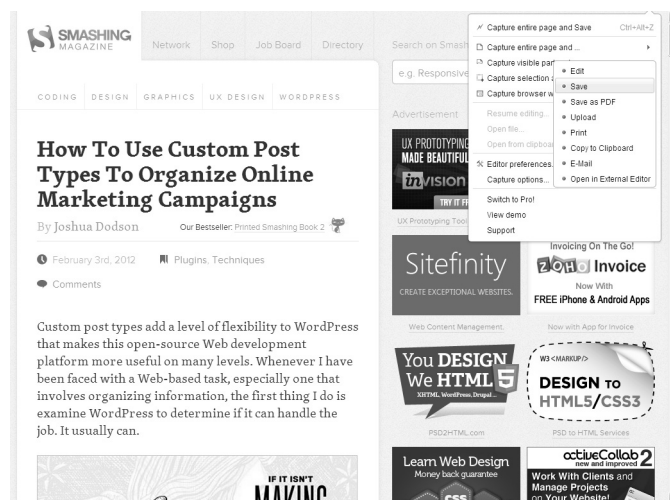 SMASHING
MAGAZINE
Network Shop Job Board Directory
Search on Smash
e.g. Responsive
CODING DESIGN GRAPHICS UX DESIGN WORDPRESS
How To Use Custom Post
Types To Organize Online
Marketing Campaigns
By Joshua Dodson
Our Bestseller: Printed Smashing Book 2
February 3rd, 2012
Plugins, Techniques
Comments
Custom post types add a level of flexibility to WordPress
that makes this open-source Web development
platform more useful on many levels. Whenever I have
been faced with a Web-based task, especially one that
involves organizing information, the first thing I do is
examine WordPress to determine if it can handle the
job. It usually can.
IF IT ISN'T
MAKING
Capture entire page and Save Ctrl+Alt+Z
Capture entire page and ...
Capture visible part
Capture selection a
Capture browser w
Resume editing...
Open file...
Open from clipboar
Editor preferences.
Capture options...
Switch to Pro!
View demo
Support
Edit
Save
Save as PDF
Upload
Print
Copy to Clipboard
E-Mail
Open in External Editor
Advertisement
UX PROTOTYPING
MADE BEAUTIFUL
invision
TRY IT F
UX Prototyping Tool
Sitefinity
CREATE EXCEPTIONAL WEBSITES.
Web Content Management.
Invoicing On The Go!
ZOHO Invoice
Now With
FREE iPhone & Android Apps
Now with App for Invoice
You DESIGN,
We HTML 5
XHTML, WordPress, Drupal...
PSD2HTML.com
W3 <MARKUP/>
DESIGN TO
HTML5/CSS3
PSD to HTML Services
Learn Web Design
Money back guarantee
CSS
activeCollab 2
new and improved
Work With Clients and
Manage Projects
on Your Website!